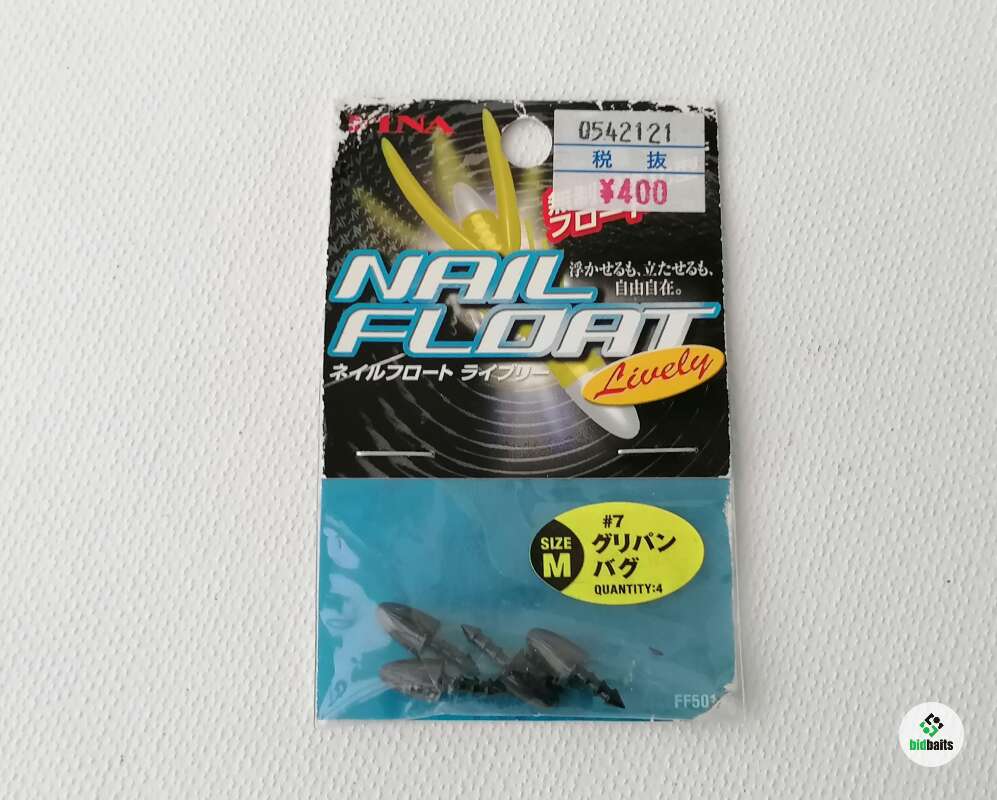 0542121
税 抜
¥400
NAIL
浮かせるも、立たせるも、
自由自在。
FLOAT
Lively
ネイルフロート ライブリー
#7
SIZE
M
グリパン
バグ
QUANTITY:4
FF501
bidbaits